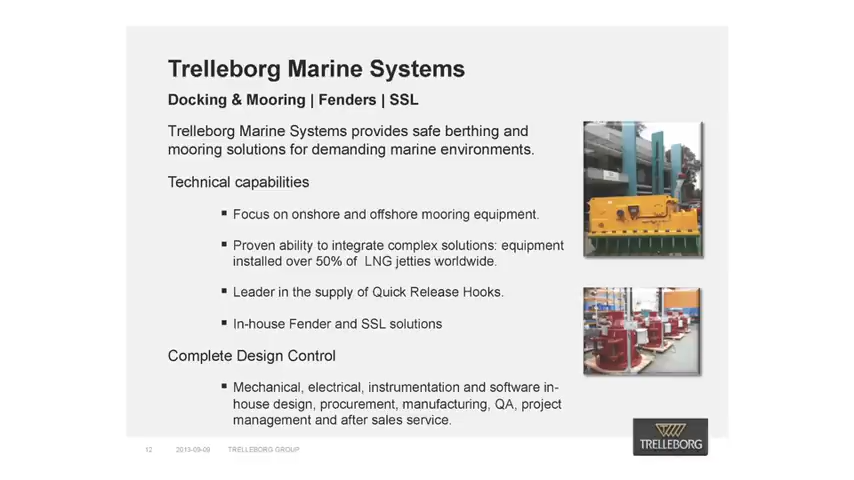 Trelleborg Marine Systems
Docking & Mooring | Fenders | SSL
Trelleborg Marine Systems provides safe berthing and
mooring solutions for demanding marine environments.
Technical capabilities
▪ Focus on onshore and offshore mooring equipment.
▪ Proven ability to integrate complex solutions: equipment
installed over 50% of  LNG jetties worldwide.
▪ Leader in the supply of Quick Release Hooks.
▪ In-house Fender and SSL solutions
Complete Design Control
▪ Mechanical, electrical, instrumentation and software in-
house design, procurement, manufacturing, QA, project
management and after sales service.
TRELLEBORG
12 2013-09-09 TRELLEBORG GROUP